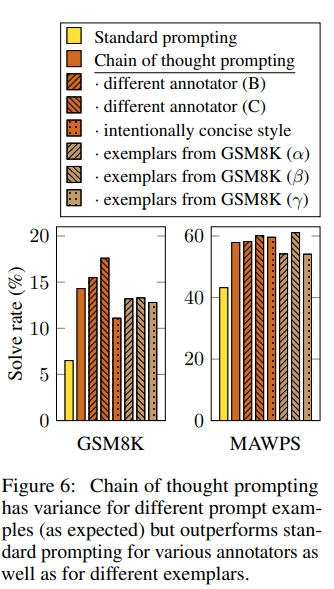 Standard prompting
Chain of thought prompting
· different annotator (B)
· different annotator (C)
· intentionally concise style
· exemplars from GSM8K (α)
· exemplars from GSM8K (β)
· exemplars from GSM8K (γ)
Solve rate (%)
20
15
10
5
0
GSM8K
60
40
20
0
MAWPS
Figure 6: Chain of thought prompting
has variance for different prompt exam-
ples (as expected) but outperforms stan-
dard prompting for various annotators as
well as for different exemplars.